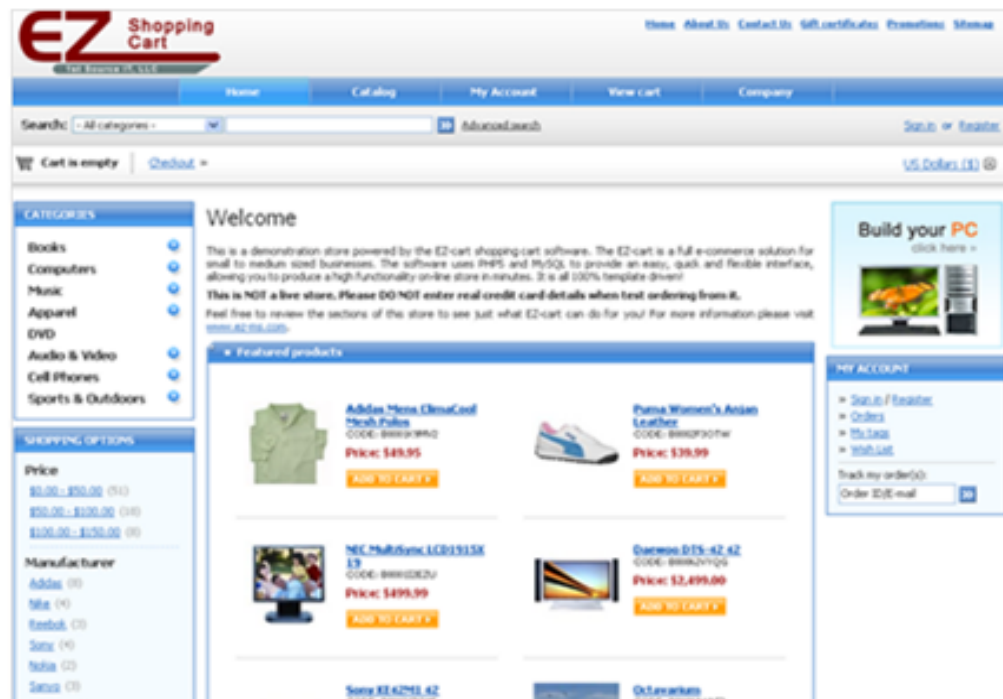 EZ Shopping
Cart
Home About Us Contact Us Gift certificates Promotions Sitemap
Home Catalog My Account View cart Company
Search: - All categories - Advanced search
Sign in or Register
Cart is empty Checkout »
US Dollars ($)
CATEGORIES
Books
Computers
Music
Apparel
DVD
Audio & Video
Cell Phones
Sports & Outdoors
SHOPPING OPTIONS
Price
$0.00 - $50.00 (51)
$50.00 - $100.00
$100.00 - $150.00
Manufacturer
Adidas
Nike (4)
Reebok (3)
Sony (4)
Nokia (2)
Sanyo (3)
Welcome
This is a demonstration store powered by the EZ-cart shopping cart software. The EZ-cart is a full e-commerce solution for
small to medium sized businesses. The software uses and MySQL to provide an easy, quick and flexible interface,
allowing you to produce a high functionality on-line store in minutes. It is all 100% template driven!
This is NOT a live store. Please DO NOT enter real credit card details when test ordering from it.
Feel free to review the sections of this store to see just what EZ-cart can do for you! For more information please visit
Featured products
Adidas Mens ClimaCool
Mesh Polos
CODE:
Price: $49.95
ADD TO CART
Puma Women's Anjan
Leather
CODE:
Price: $39.99
ADD TO CART
NEC MultiSync LCD1915X
19
CODE:
Price: $499.99
ADD TO CART
Daewoo DTS-42 42
CODE:
Price: $2,499.00
ADD TO CART
Sony 42
Octavarium
Build your PC
click here »
MY ACCOUNT
» Sign in / Register
» Orders
» My tags
» Wish List
Track my order(s):
Order ID/E-mail